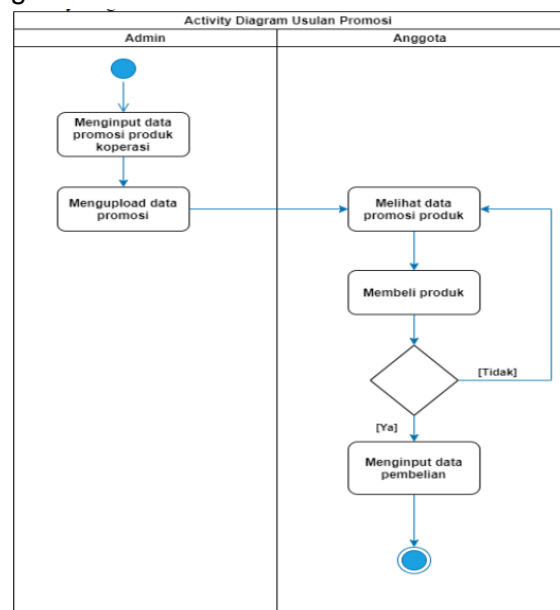 Activity Diagram Usulan Promosi
Admin
Anggota
Menginput data
promosi produk
koperasi
Mengupload data
promosi
Melihat data
promosi produk
Membeli produk
[Tidak]
[Ya]
Menginput data
pembelian